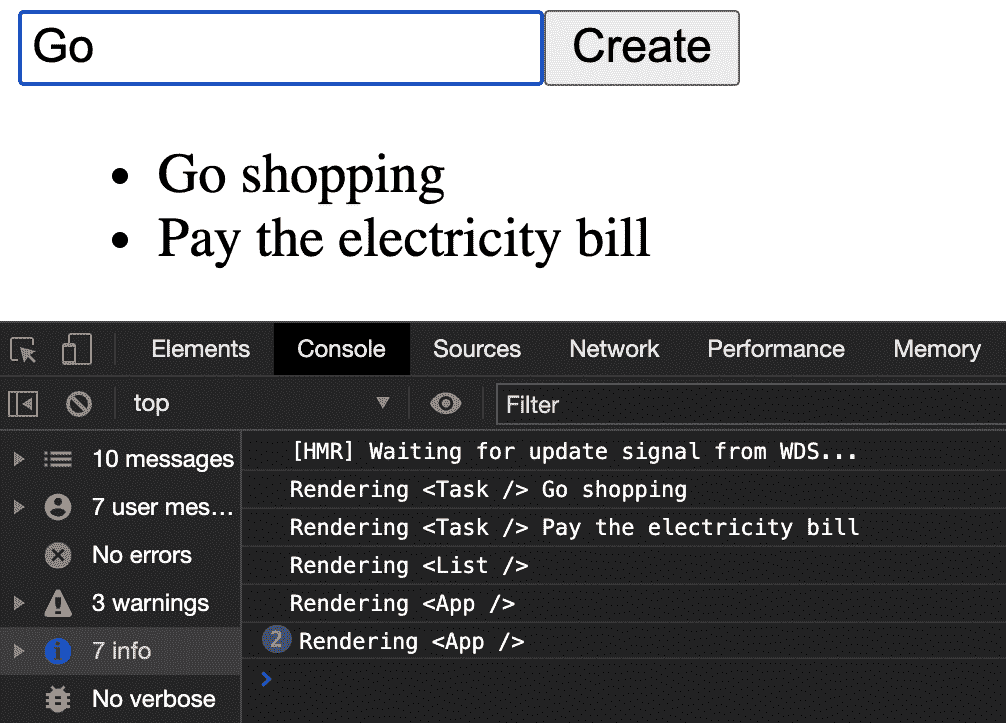 Go Create
Go shopping
Pay the electricity bill
Elements Console Sources Network Performance Memory
top Filter
10 messages
7 user mes...
No errors
3 warnings
7 info
No verbose
[HMR] Waiting for update signal from WDS...
Rendering <Task /> Go shopping
Rendering <Task /> Pay the electricity bill
Rendering <List />
Rendering <App />
2 Rendering <App />